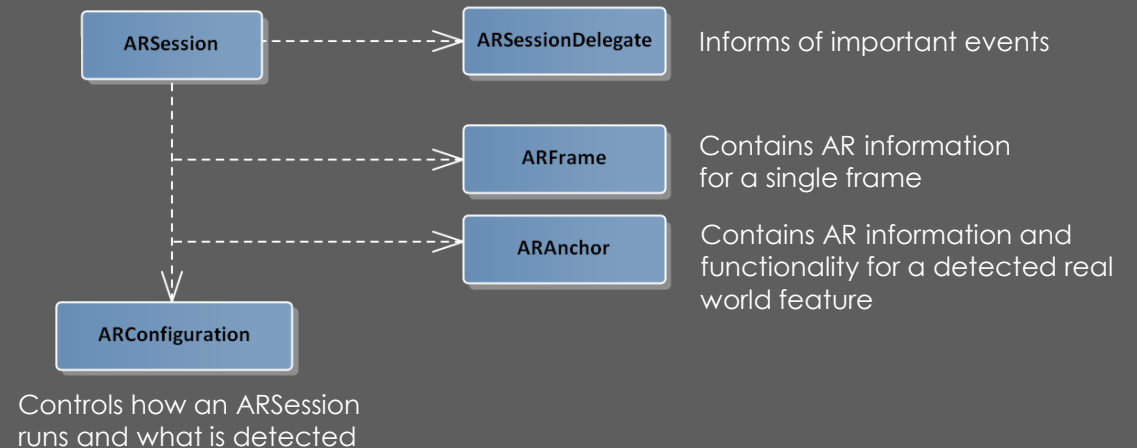 ARSession
ARSessionDelegate
Informs of important events
ARFrame
Contains AR information
for a single frame
ARAnchor
Contains AR information and
functionality for a detected real
world feature
ARConfiguration
Controls how an ARSession
runs and what is detected